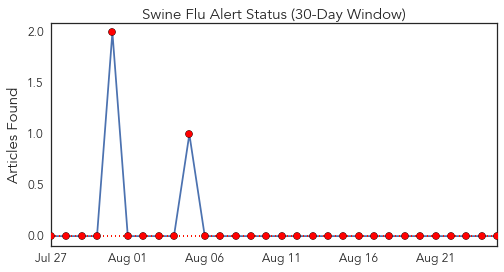 Swine Flu Alert Status (30-Day Window)
Articles Found
2.0
1.5
1.0
0.5
0.0
Jul 27 Aug 01 Aug 06 Aug 11 Aug 16 Aug 21